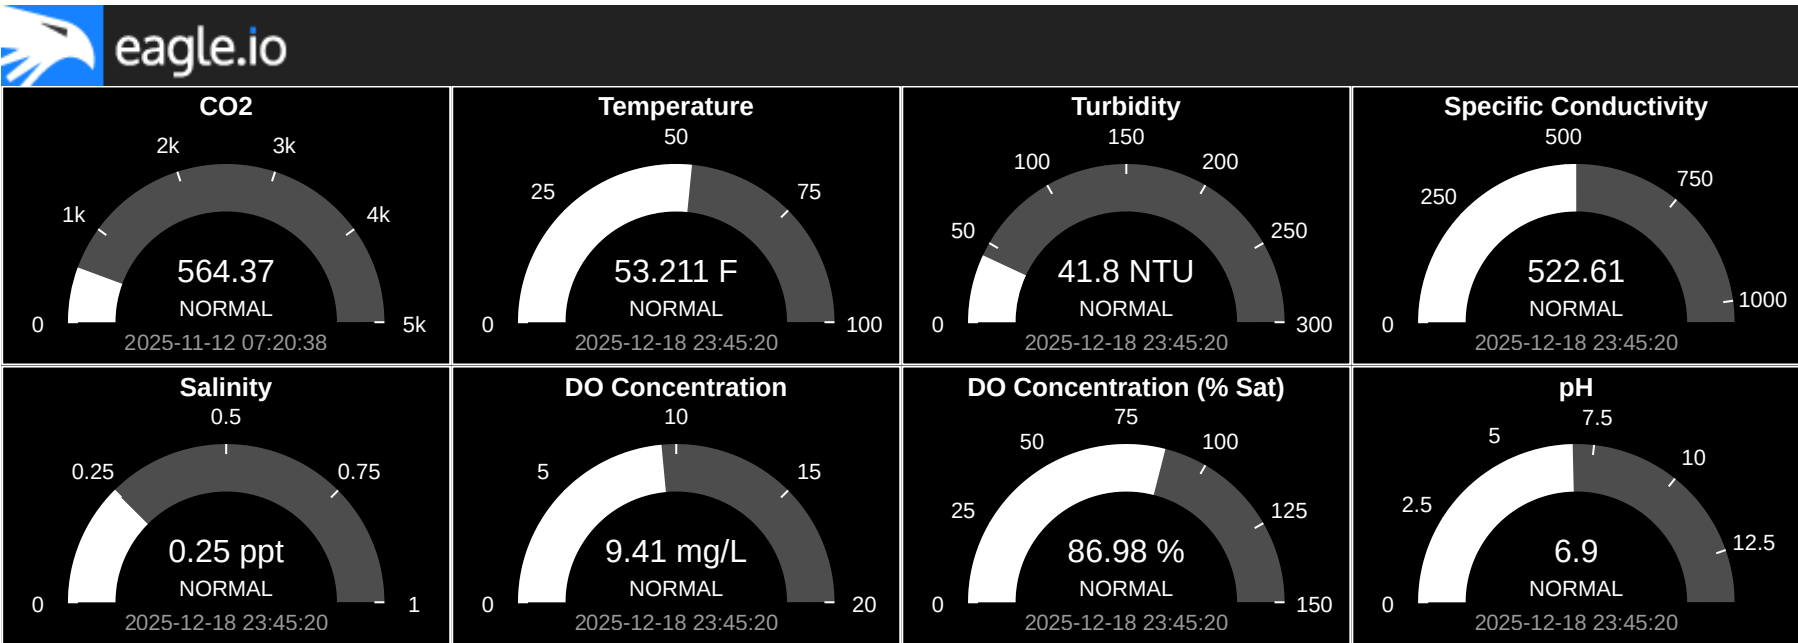 eagle.io
CO2
2k 3k
1k 4k
564.37
NORMAL
0 5k
2025-11-12 07:20:38
Temperature
50
25 75
53.211 F
NORMAL
0 100
2025-12-18 23:45:20
Turbidity
150
100 200
50 250
41.8 NTU
NORMAL
0 300
2025-12-18 23:45:20
Specific Conductivity
500
250 750
522.61
1000
NORMAL
0
2025-12-18 23:45:20
Salinity
0.5
0.25 0.75
0.25 ppt
NORMAL
0 1
2025-12-18 23:45:20
DO Concentration
10
5 15
9.41 mg/L
NORMAL
0 20
2025-12-18 23:45:20
DO Concentration (% Sat)
75
50 100
25 125
86.98 %
NORMAL
0 150
2025-12-18 23:45:20
pH
7.5
5 10
2.5 12.5
6.9
NORMAL
0
2025-12-18 23:45:20